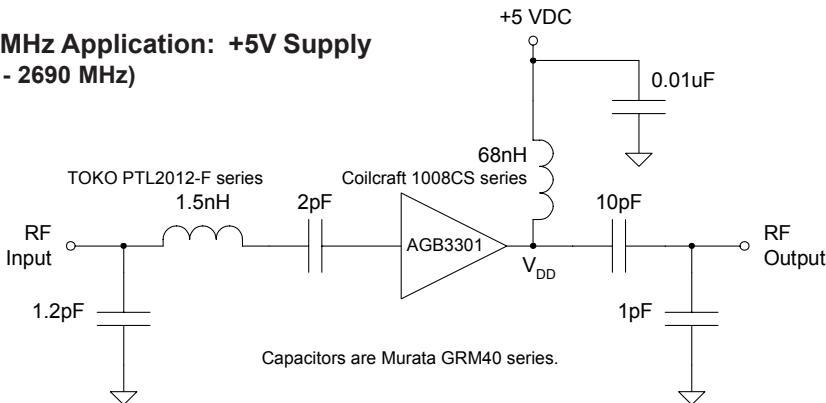 +5 VDC
MHz Application: +5V Supply
- 2690 MHz)
0.01uF
68nH
Coilcraft 1008CS series
TOKO PTL2012-F series
1.5nH
2pF
10pF
RF
Input
AGB3301
VDD
RF
Output
1.2pF
1pF
Capacitors are Murata GRM40 series.